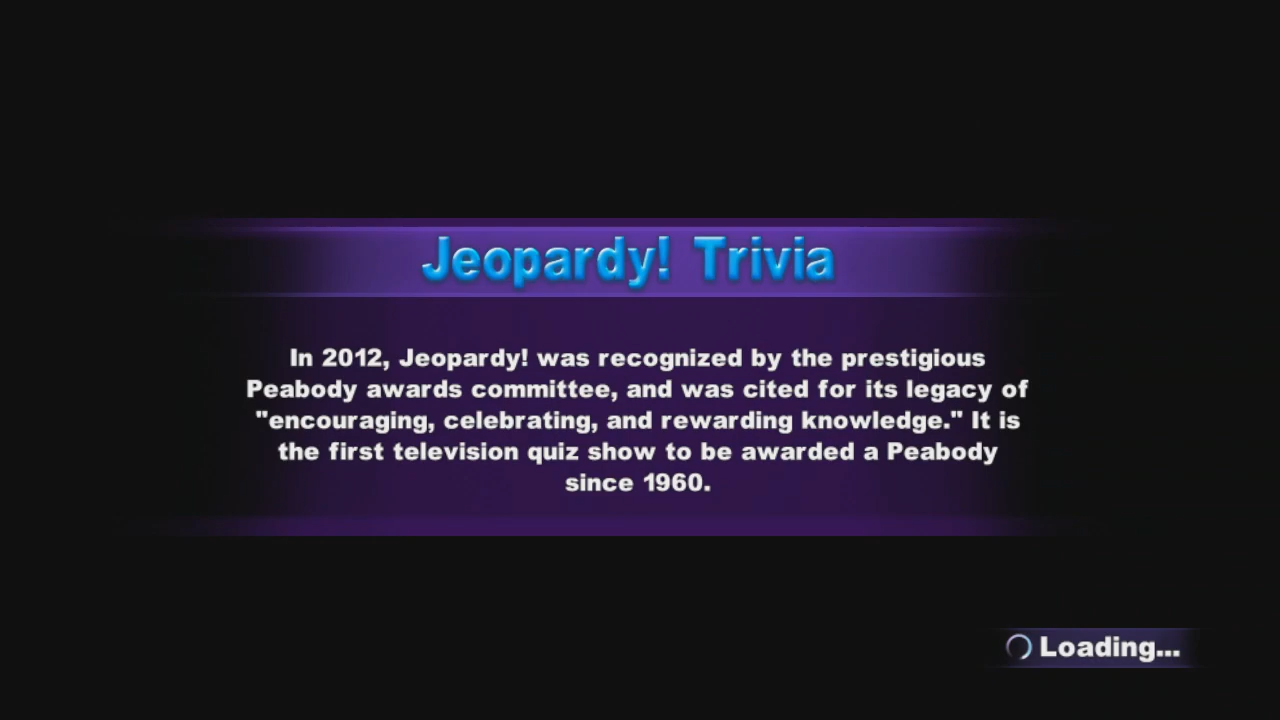 Jeopardy! Trivia
In 2012, Jeopardy! was recognized by the prestigious
Peabody awards committee, and was cited for its legacy of
"encouraging, celebrating, and rewarding knowledge." It is
the first television quiz show to be awarded a Peabody
since 1960.
Loading...